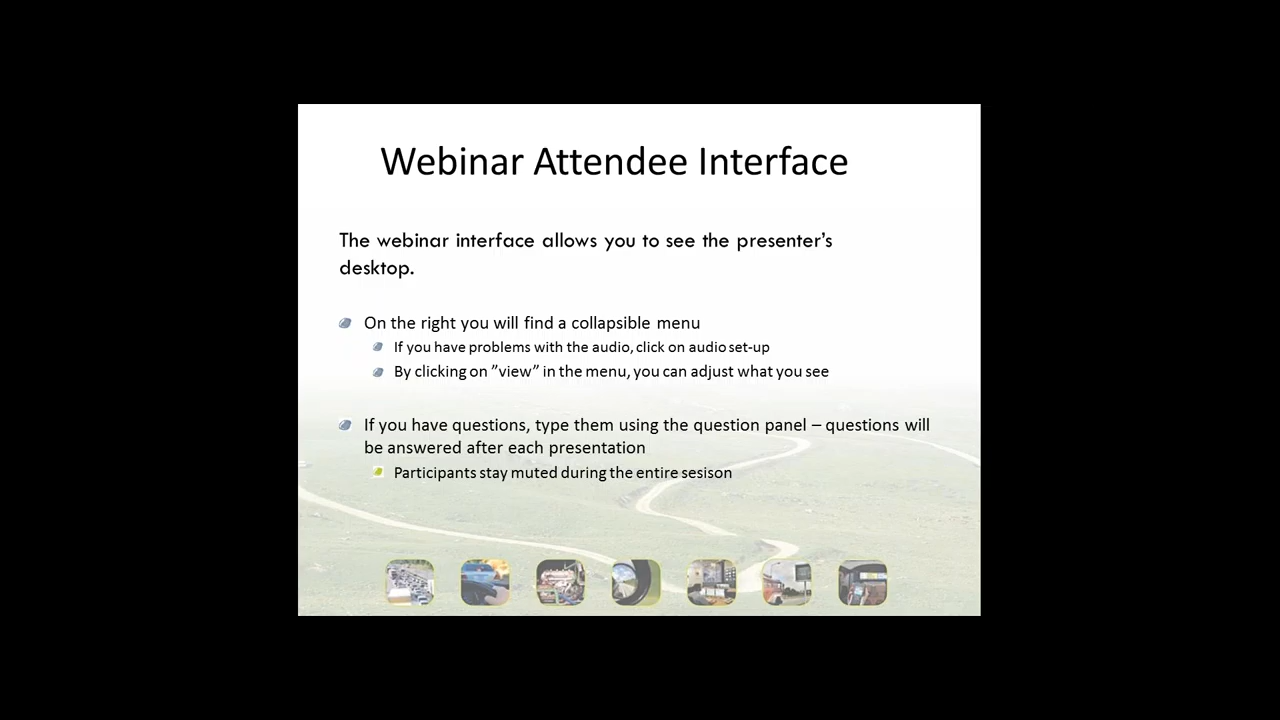 Webinar Attendee Interface
The webinar interface allows you to see the presenter’s
desktop.
On the right you will find a collapsible menu
If you have problems with the audio, click on audio set-up
By clicking on ”view” in the menu, you can adjust what you see
If you have questions, type them using the question panel – questions will
be answered after each presentation
Participants stay muted during the entire sesison